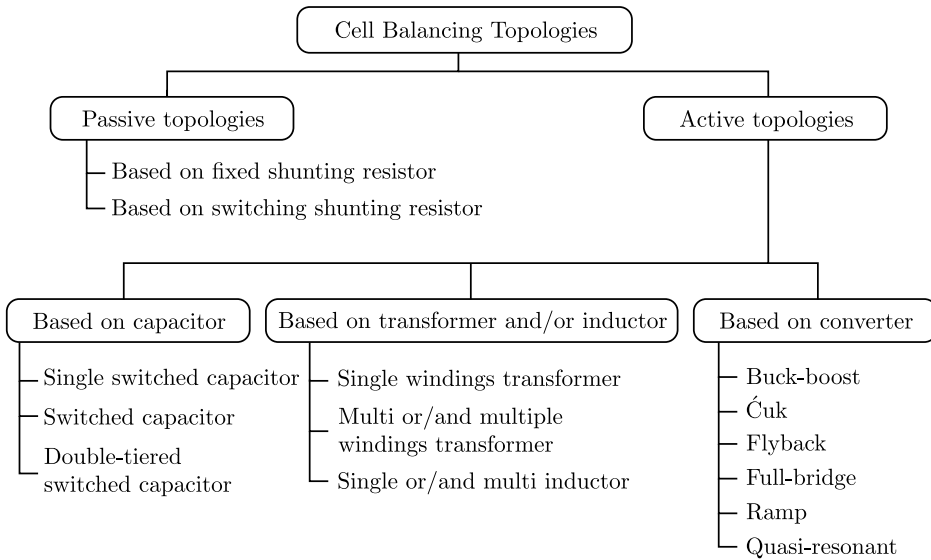 Cell Balancing Topologies
Passive topologies
Active topologies
Based on fixed shunting resistor
Based on switching shunting resistor
Based on capacitor
Based on transformer and/or inductor
Based on converter
Single switched capacitor
Switched capacitor
Double-tiered
switched capacitor
Single windings transformer
Multi or/and multiple
windings transformer
Single or/and multi inductor
Buck-boost
Ćuk
Flyback
Full-bridge
Ramp
Quasi-resonant